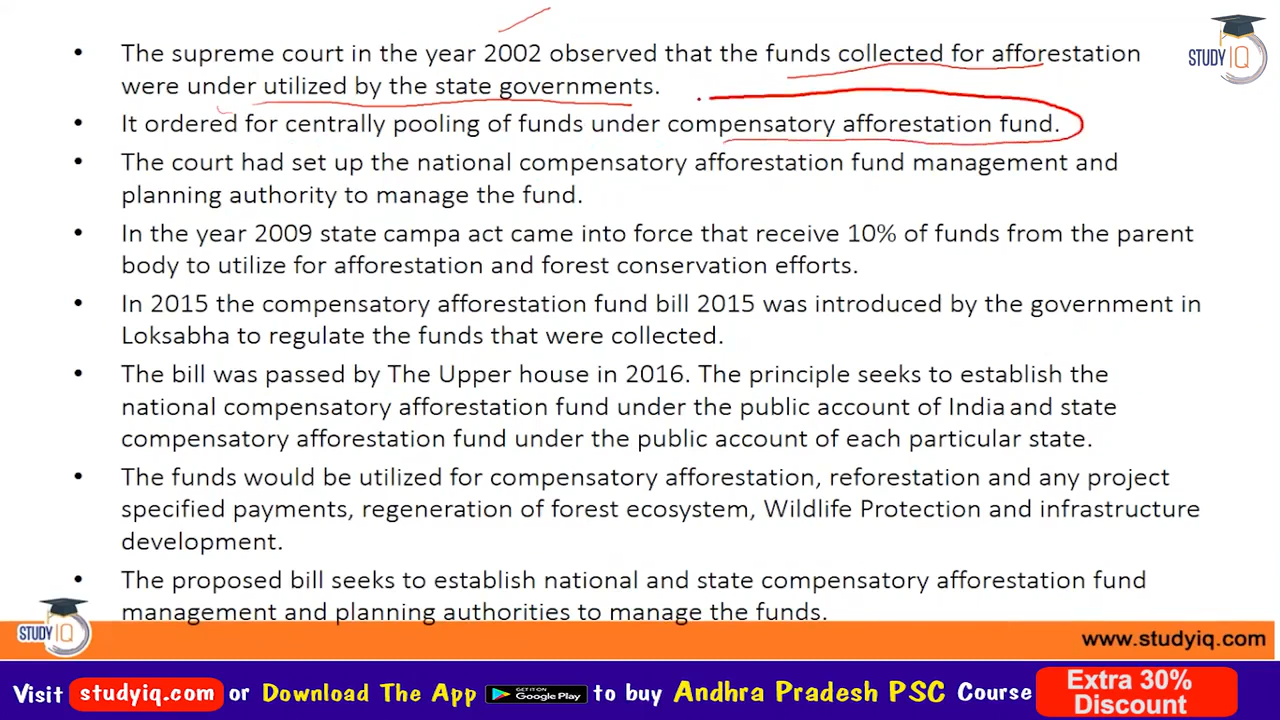 STUDY IQ
• The supreme court in the year 2002 observed that the funds collected for afforestation
were under utilized by the state governments.
• It ordered for centrally pooling of funds under compensatory afforestation fund.
• The court had set up the national compensatory afforestation fund management and
planning authority to manage the fund.
• In the year 2009 state campa act came into force that receive 10% of funds from the parent
body to utilize for afforestation and forest conservation efforts.
• In 2015 the compensatory afforestation fund bill 2015 was introduced by the government in
Loksabha to regulate the funds that were collected.
• The bill was passed by The Upper house in 2016. The principle seeks to establish the
national compensatory afforestation fund under the public account of India and state
compensatory afforestation fund under the public account of each particular state.
• The funds would be utilized for compensatory afforestation, reforestation and any project
specified payments, regeneration of forest ecosystem, Wildlife Protection and infrastructure
development.
• The proposed bill seeks to establish national and state compensatory afforestation fund
management and planning authorities to manage the funds.
STUDY IQ
www.studyiq.com
Visit studyiq.com or Download The App GET IT ON Google Play to buy Andhra Pradesh PSC Course Extra 30%
Discount